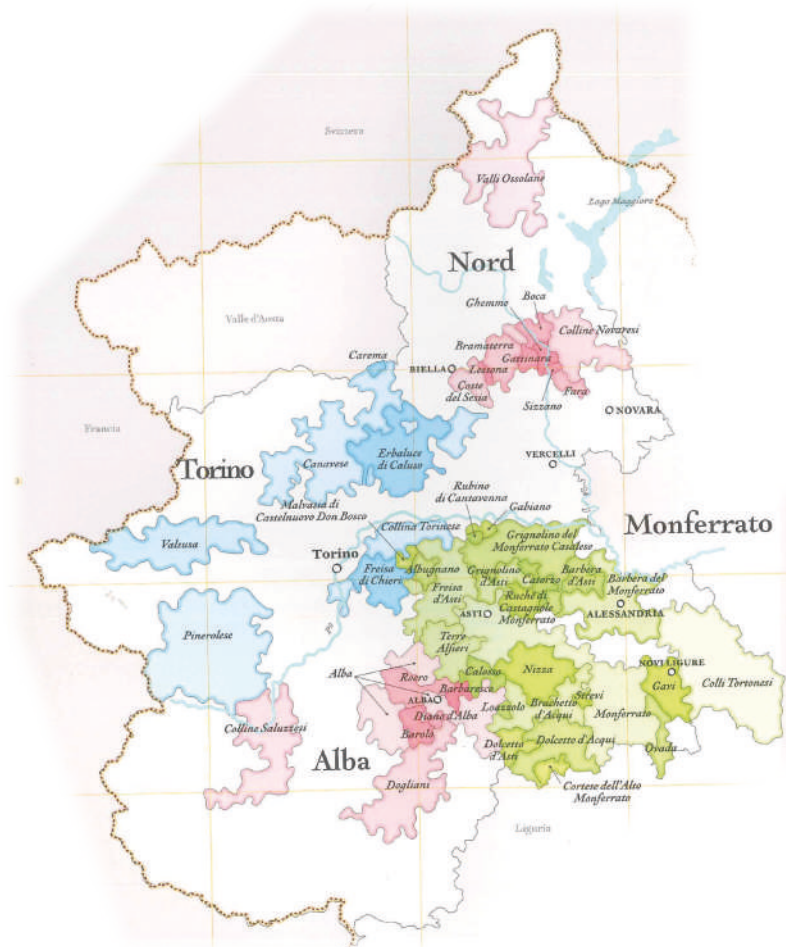 Svizzera
Valli Ossolane
Lago Maggiore
Nord
Boca
Ghemme
Colline Novaresi
Valle d'Aosta
Bramaterra
Carema
Gattinara
BIELLA
Lessona
Coste
del Sesia
Fara
Sizzano
NOVARA
Francia
Erbaluce
di Caluso
VERCELLI
Canavese
Torino
Rubino
di Cantavenna
Malvasia di
Castelnuovo Don Bosco
Gabiano
Collina Torinese
Monferrato
Grignolino del
Monferrato Casalese
Valsusa
Torino
Freisa
di Chieri
Albugnano
Grignolino
d'Asti
Barbera
d'Asti
Catorzo
Barbera del
Monferrato
Freisa
d'Asti
Ruchè di
Castagnole
Monferrato
ASTI
ALESSANDRIA
Po
Pinerolese
Terre
Alfieri
Alba
Roero
Calosso
Nizza
NOVI LIGURE
Gavi
Colli Tortonesi
Barbaresco
ALBA
Loazzolo
Strevi
Brachetto
d'Acqui
Monferrato
Diano d'Alba
Colline Saluzzesi
Barolo
Alba
Dolcetto
d'Asti
Dolcetto d'Acqui
Ovada
Dogliani
Cortese dell'Alto
Monferrato
Liguria